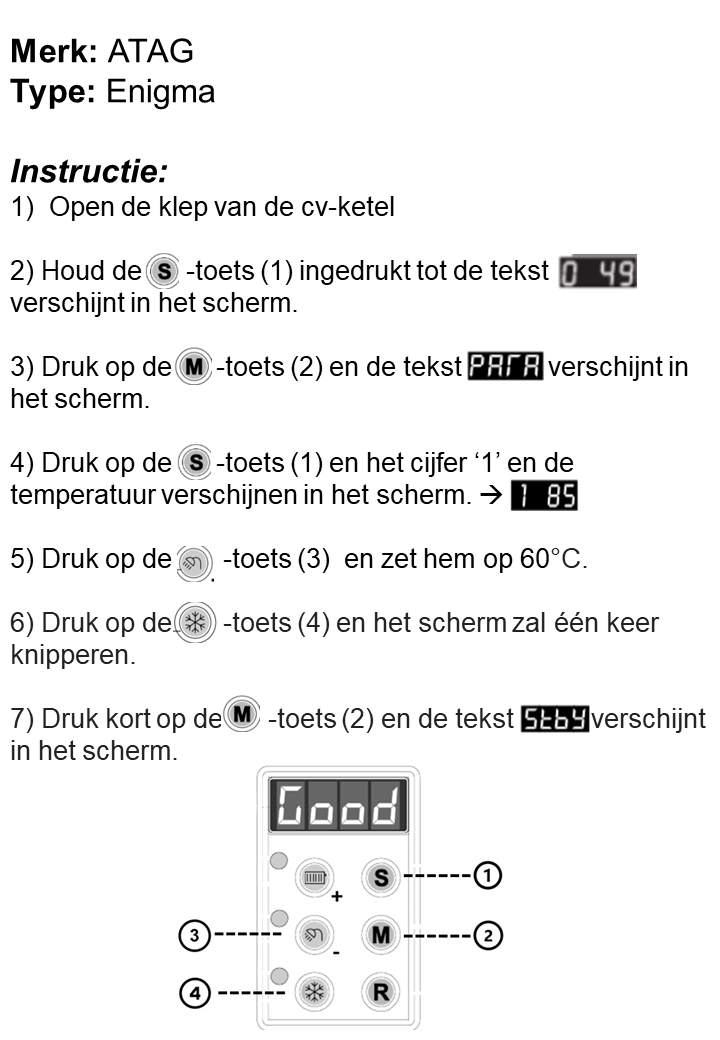 Merk: ATAG
Type: Enigma
Instructie:
1) Open de klep van de cv-ketel
2) Houd de S -toets (1) ingedrukt tot de tekst 0 49
verschijnt in het scherm.
3) Druk op de M -toets (2) en de tekst PARA verschijnt in
het scherm.
4) Druk op de S -toets (1) en het cijfer ‘1’ en de
temperatuur verschijnen in het scherm. → 1 85
5) Druk op de -toets (3) en zet hem op 60°C.
6) Druk op de -toets (4) en het scherm zal één keer
knipperen.
7) Druk kort op de M -toets (2) en de tekst Stby verschijnt
in het scherm.
Good
S 1
+
3 M 2
-
4 R